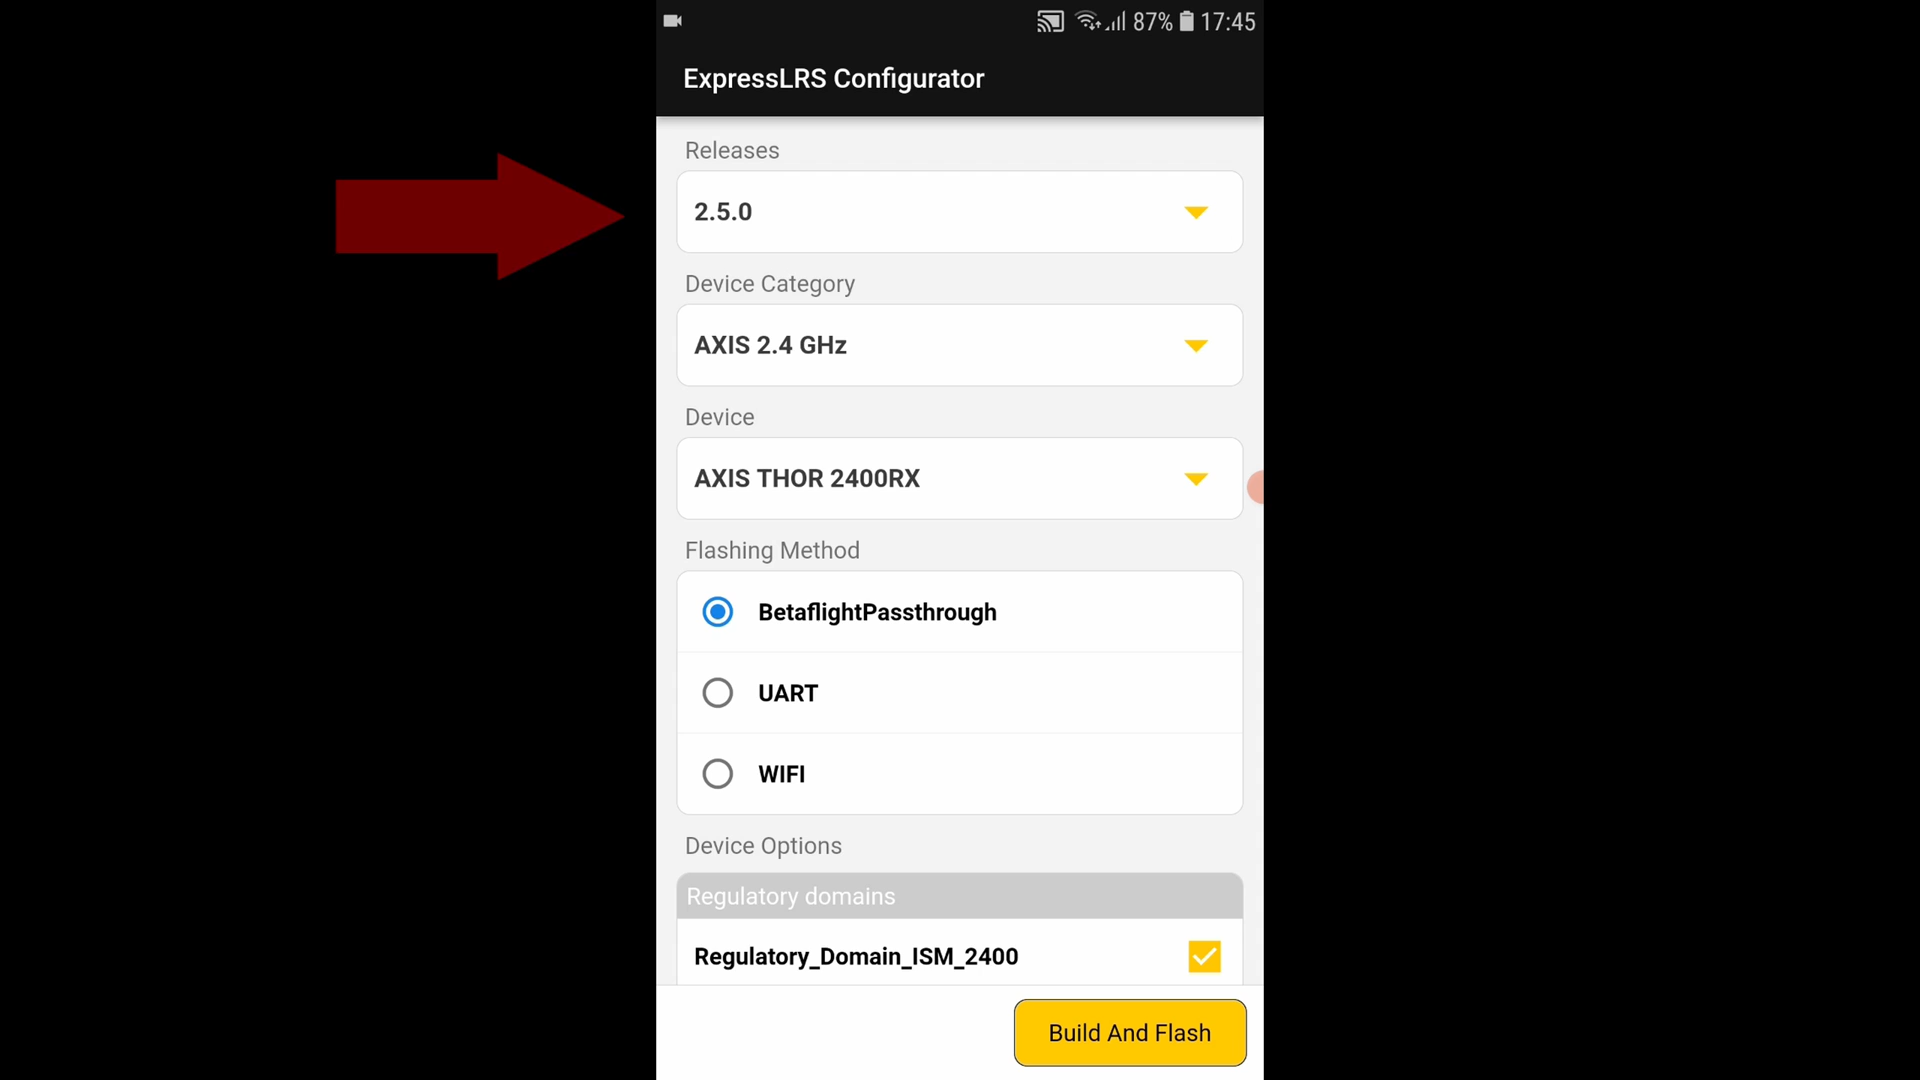 87% 17:45
ExpressLRS Configurator
Releases
2.5.0
Device Category
AXIS 2.4 GHz
Device
AXIS THOR 2400RX
Flashing Method
BetaflightPassthrough
UART
WIFI
Device Options
Regulatory domains
Regulatory_Domain_ISM_2400
Build And Flash